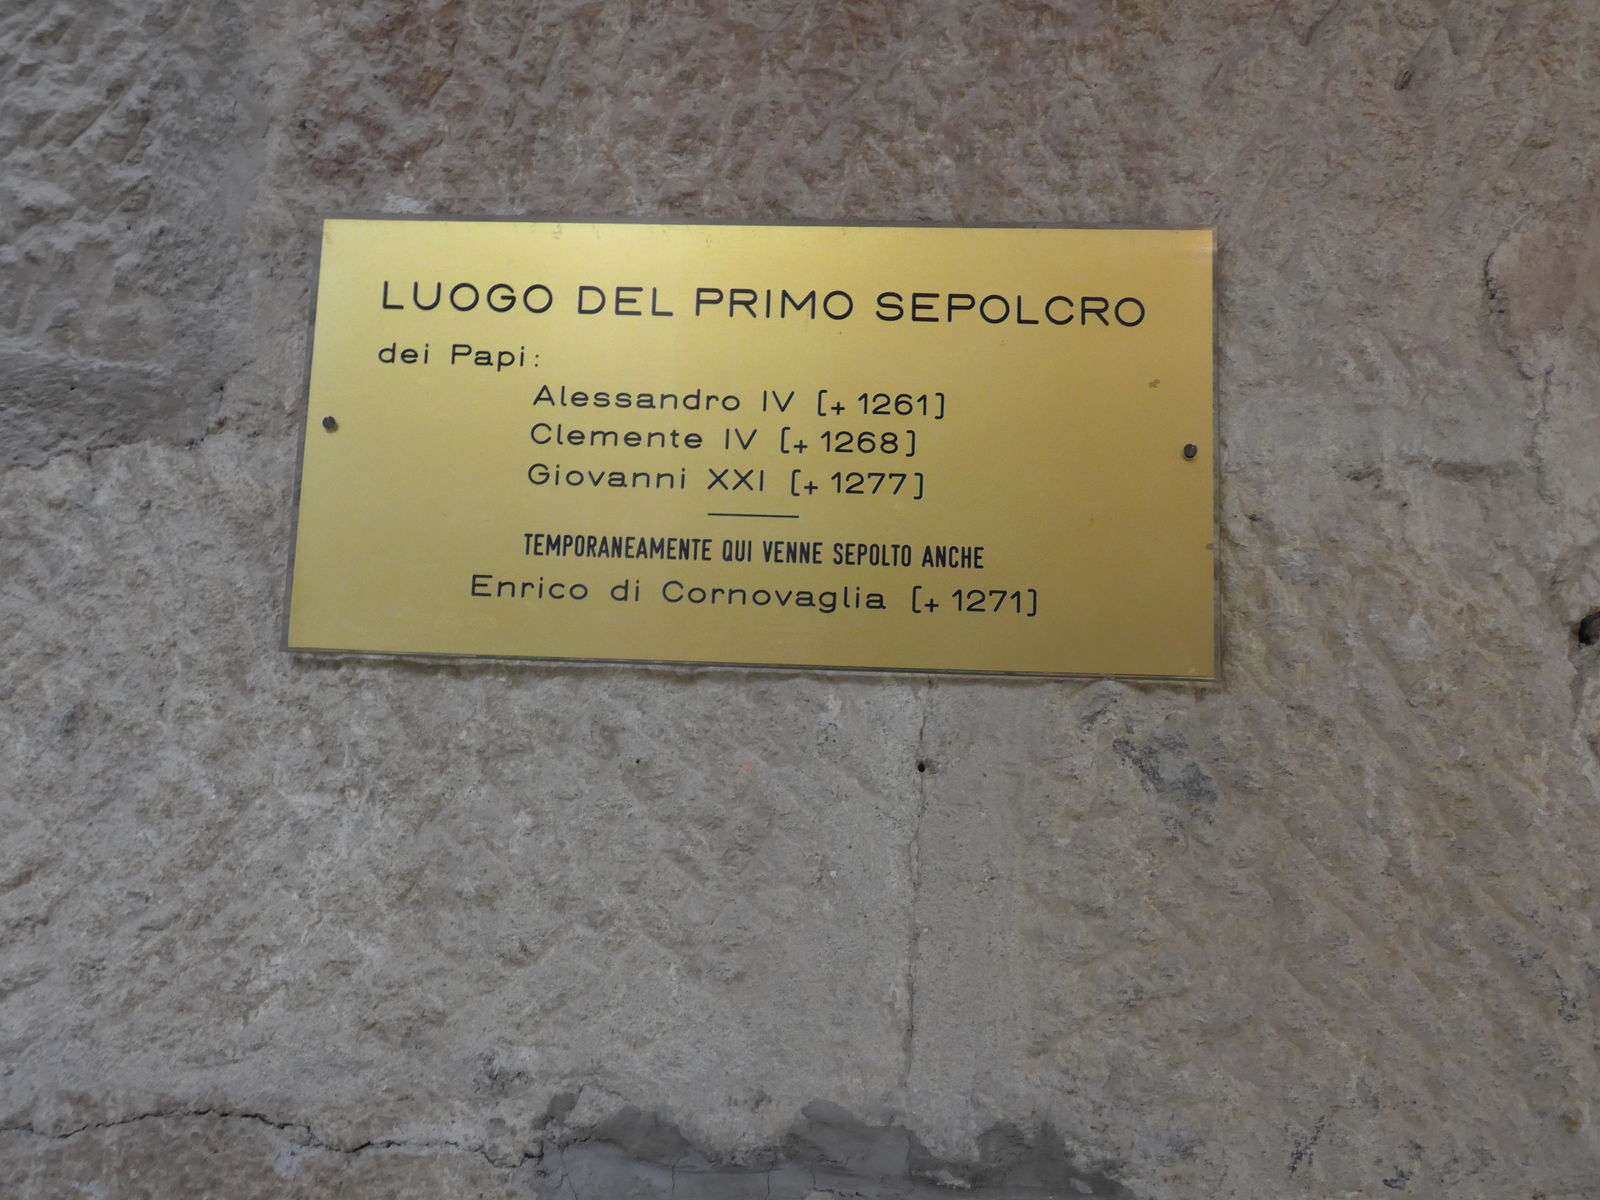 LUOGO DEL PRIMO SEPOLCRO
dei Papi:
Alessandro IV [+ 1261]
Clemente IV [+ 1268]
Giovanni XXI [+ 1277]
TEMPORANEAMENTE QUI VENNE SEPOLTO ANCHE
Enrico di Cornovaglia [+ 1271]